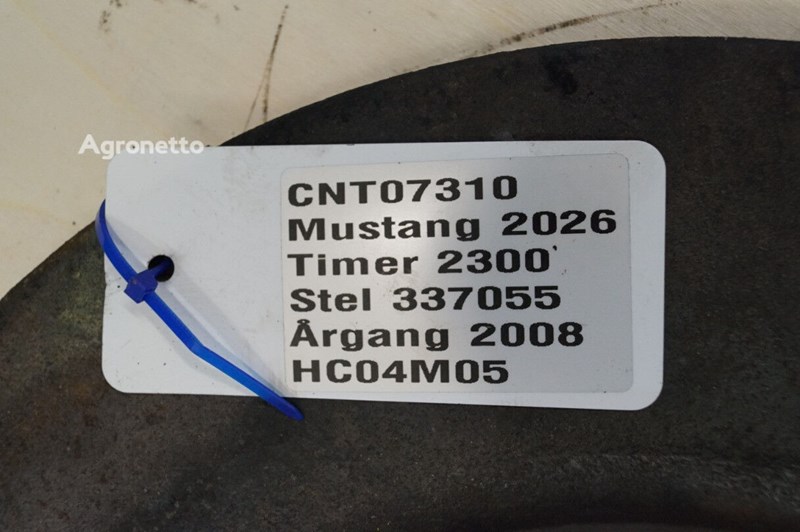 Agronetto
CNT07310
Mustang 2026
Timer 2300
Stel 337055
Årgang 2008
HC04M05